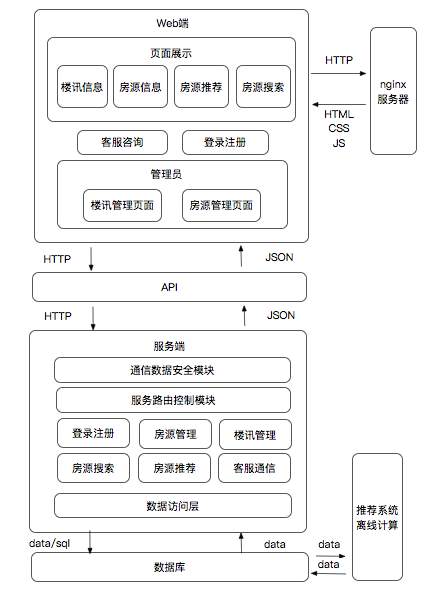 Web端
页面展示
楼讯信息
房源信息
房源推荐
房源搜索
HTTP
nginx
服务器
HTML
CSS
JS
客服咨询
登录注册
管理员
楼讯管理页面
房源管理页面
HTTP
JSON
API
HTTP
JSON
服务端
通信数据安全模块
服务路由控制模块
登录注册
房源管理
楼讯管理
房源搜索
房源推荐
客服通信
数据访问层
推荐系统
离线计算
data/sql
data
data
data
数据库